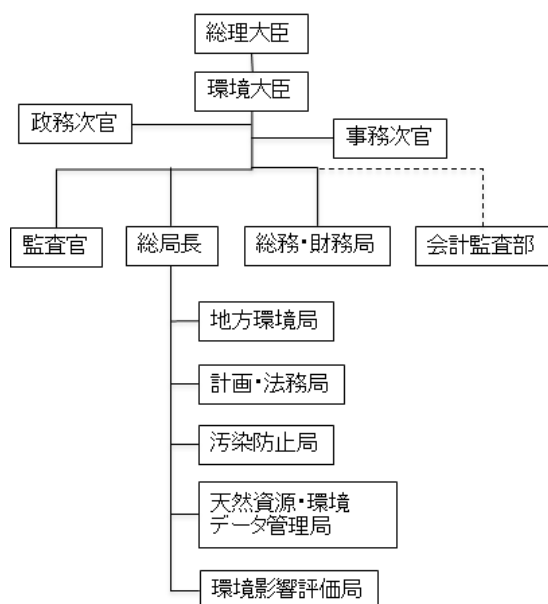 総理大臣
環境大臣
政務次官
事務次官
監査官
総局長
総務・財務局
会計監査部
地方環境局
計画・法務局
汚染防止局
天然資源・環境
データ管理局
環境影響評価局